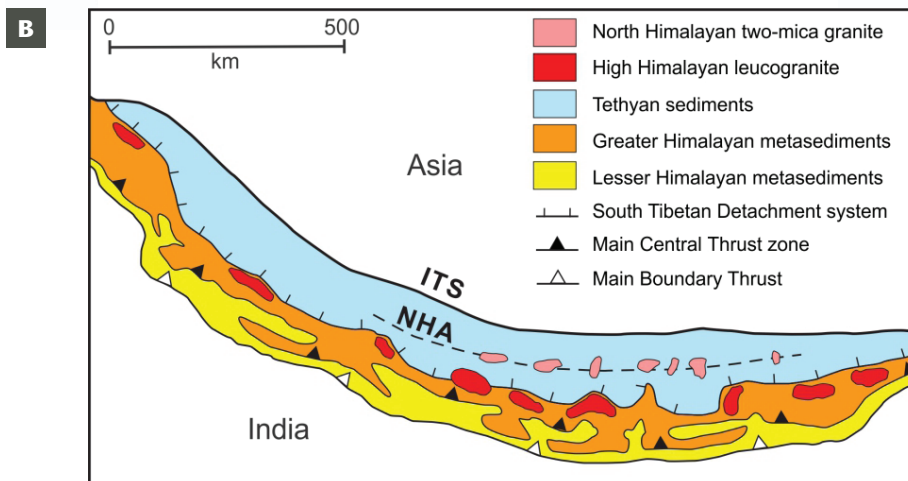 B
0 500
km
North Himalayan two-mica granite
High Himalayan leucogranite
Tethyan sediments
Greater Himalayan metasediments
Lesser Himalayan metasediments
South Tibetan Detachment system
Main Central Thrust zone
Main Boundary Thrust
Asia
ITS
NHA
India